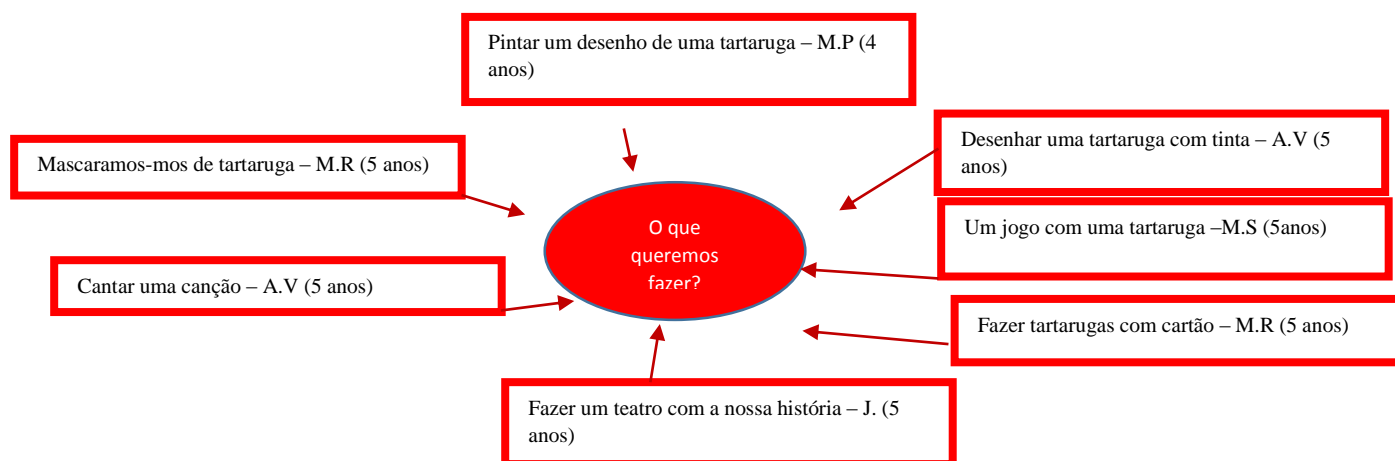 Pintar um desenho de uma tartaruga – M.P (4
anos)
Mascaramos-mos de tartaruga – M.R (5 anos)
Desenhar uma tartaruga com tinta – A.V (5
anos)
O que
queremos
fazer?
Um jogo com uma tartaruga –M.S (5anos)
Cantar uma canção – A.V (5 anos)
Fazer tartarugas com cartão – M.R (5 anos)
Fazer um teatro com a nossa história – J. (5
anos)